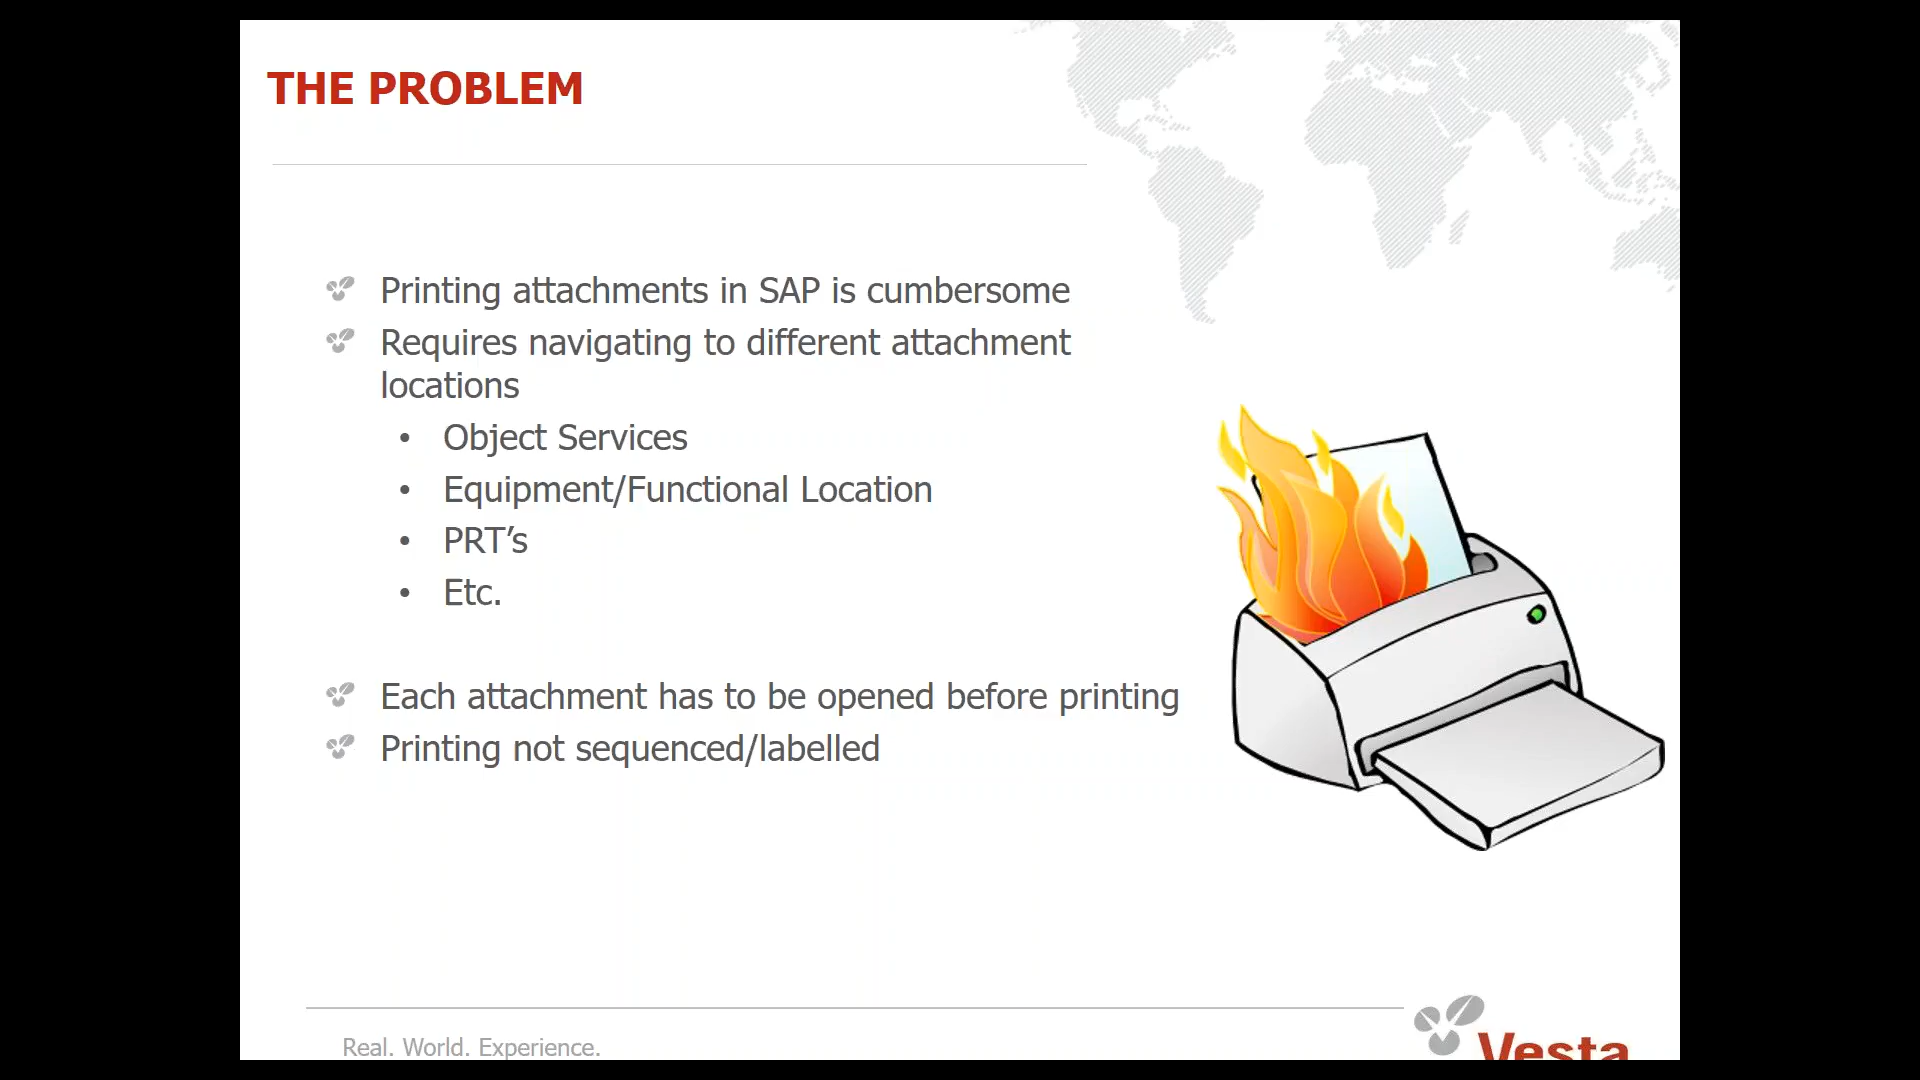 THE PROBLEM
Printing attachments in SAP is cumbersome
Requires navigating to different attachment
locations
• Object Services
• Equipment/Functional Location
• PRT’s
• Etc.
Each attachment has to be opened before printing
Printing not sequenced/labelled
Real. World. Experience.
Vesta